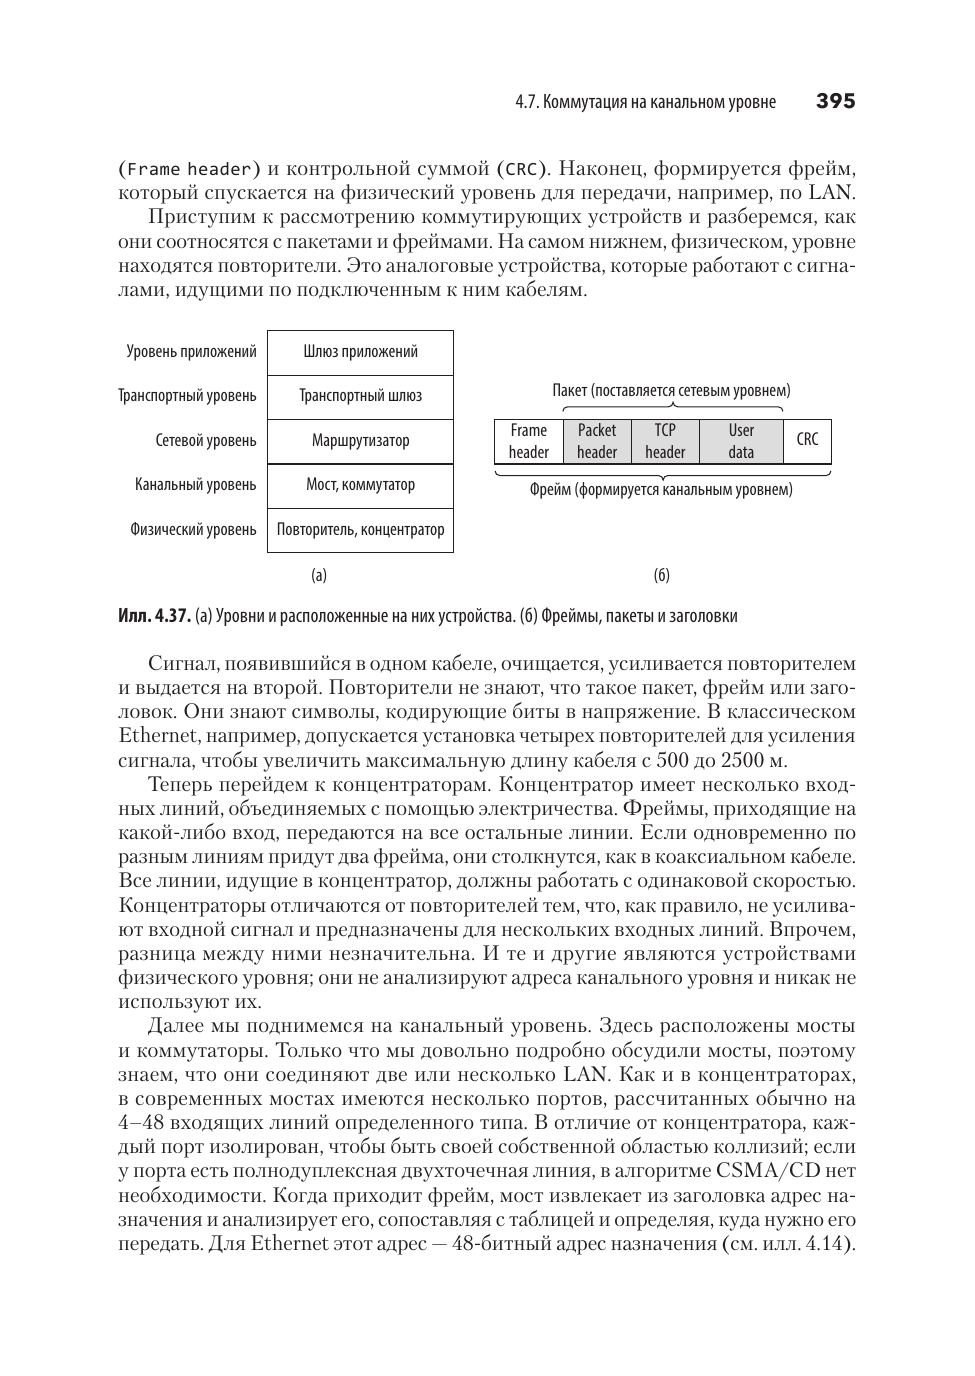 4.7. Коммутация на канальном уровне 395
(Frame header) и контрольной суммой (CRC). Наконец, формируется фрейм,
который спускается на физический уровень для передачи, например, по LAN.
Приступим к рассмотрению коммутирующих устройств и разберемся, как
они соотносятся с пакетами и фреймами. На самом нижнем, физическом, уровне
находятся повторители. Это аналоговые устройства, которые работают с сигна-
лами, идущими по подключенным к ним кабелям.
Уровень приложений Шлюз приложений
Транспортный уровень Транспортный шлюз
Сетевой уровень Маршрутизатор
Канальный уровень Мост, коммутатор
Физический уровень Повторитель, концентратор
(а)
Пакет (поставляется сетевым уровнем)
Frame header
Packet header
TCP header
User data
CRC
Фрейм (формируется канальным уровнем)
(б)
Илл. 4.37. (а) Уровни и расположенные на них устройства. (б) Фреймы, пакеты и заголовки
Сигнал, появившийся в одном кабеле, очищается, усиливается повторителем
и выдается на второй. Повторители не знают, что такое пакет, фрейм или заго-
ловок. Они знают символы, кодирующие биты в напряжение. В классическом
Ethernet, например, допускается установка четырех повторителей для усиления
сигнала, чтобы увеличить максимальную длину кабеля с 500 до 2500 м.
Теперь перейдем к концентраторам. Концентратор имеет несколько вход-
ных линий, объединяемых с помощью электричества. Фреймы, приходящие на
какой-либо вход, передаются на все остальные линии. Если одновременно по
разным линиям придут два фрейма, они столкнутся, как в коаксиальном кабеле.
Все линии, идущие в концентратор, должны работать с одинаковой скоростью.
Концентраторы отличаются от повторителей тем, что, как правило, не усилива-
ют входной сигнал и предназначены для нескольких входных линий. Впрочем,
разница между ними незначительна. И те и другие являются устройствами
физического уровня; они не анализируют адреса канального уровня и никак не
используют их.
Далее мы поднимемся на канальный уровень. Здесь расположены мосты
и коммутаторы. Только что мы довольно подробно обсудили мосты, поэтому
знаем, что они соединяют две или несколько LAN. Как и в концентраторах,
в современных мостах имеются несколько портов, рассчитанных обычно на
4–48 входящих линий определенного типа. В отличие от концентратора, каж-
дый порт изолирован, чтобы быть своей собственной областью коллизий; если
у порта есть полнодуплексная двухточечная линия, в алгоритме CSMA/CD нет
необходимости. Когда приходит фрейм, мост извлекает из заголовка адрес на-
значения и анализирует его, сопоставляя с таблицей и определяя, куда нужно его
передать. Для Ethernet этот адрес — 48-битный адрес назначения (см. илл. 4.14).